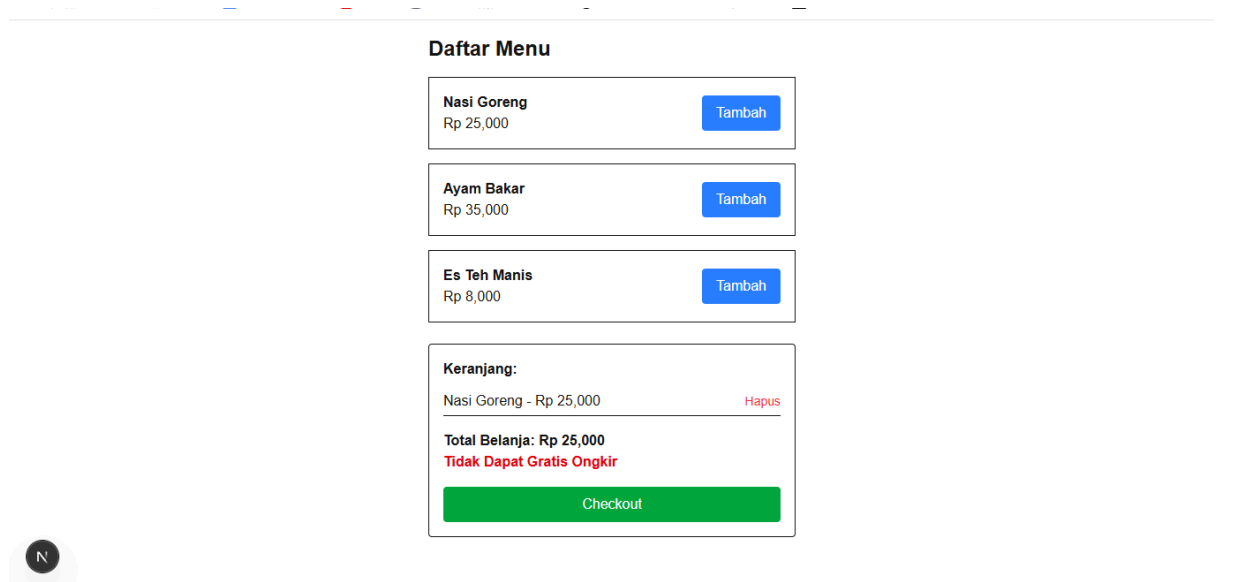 Daftar Menu
Nasi Goreng
Rp 25,000
Tambah
Ayam Bakar
Rp 35,000
Tambah
Es Teh Manis
Rp 8,000
Tambah
Keranjang:
Nasi Goreng - Rp 25,000 Hapus
Total Belanja: Rp 25,000
Tidak Dapat Gratis Ongkir
Checkout
N